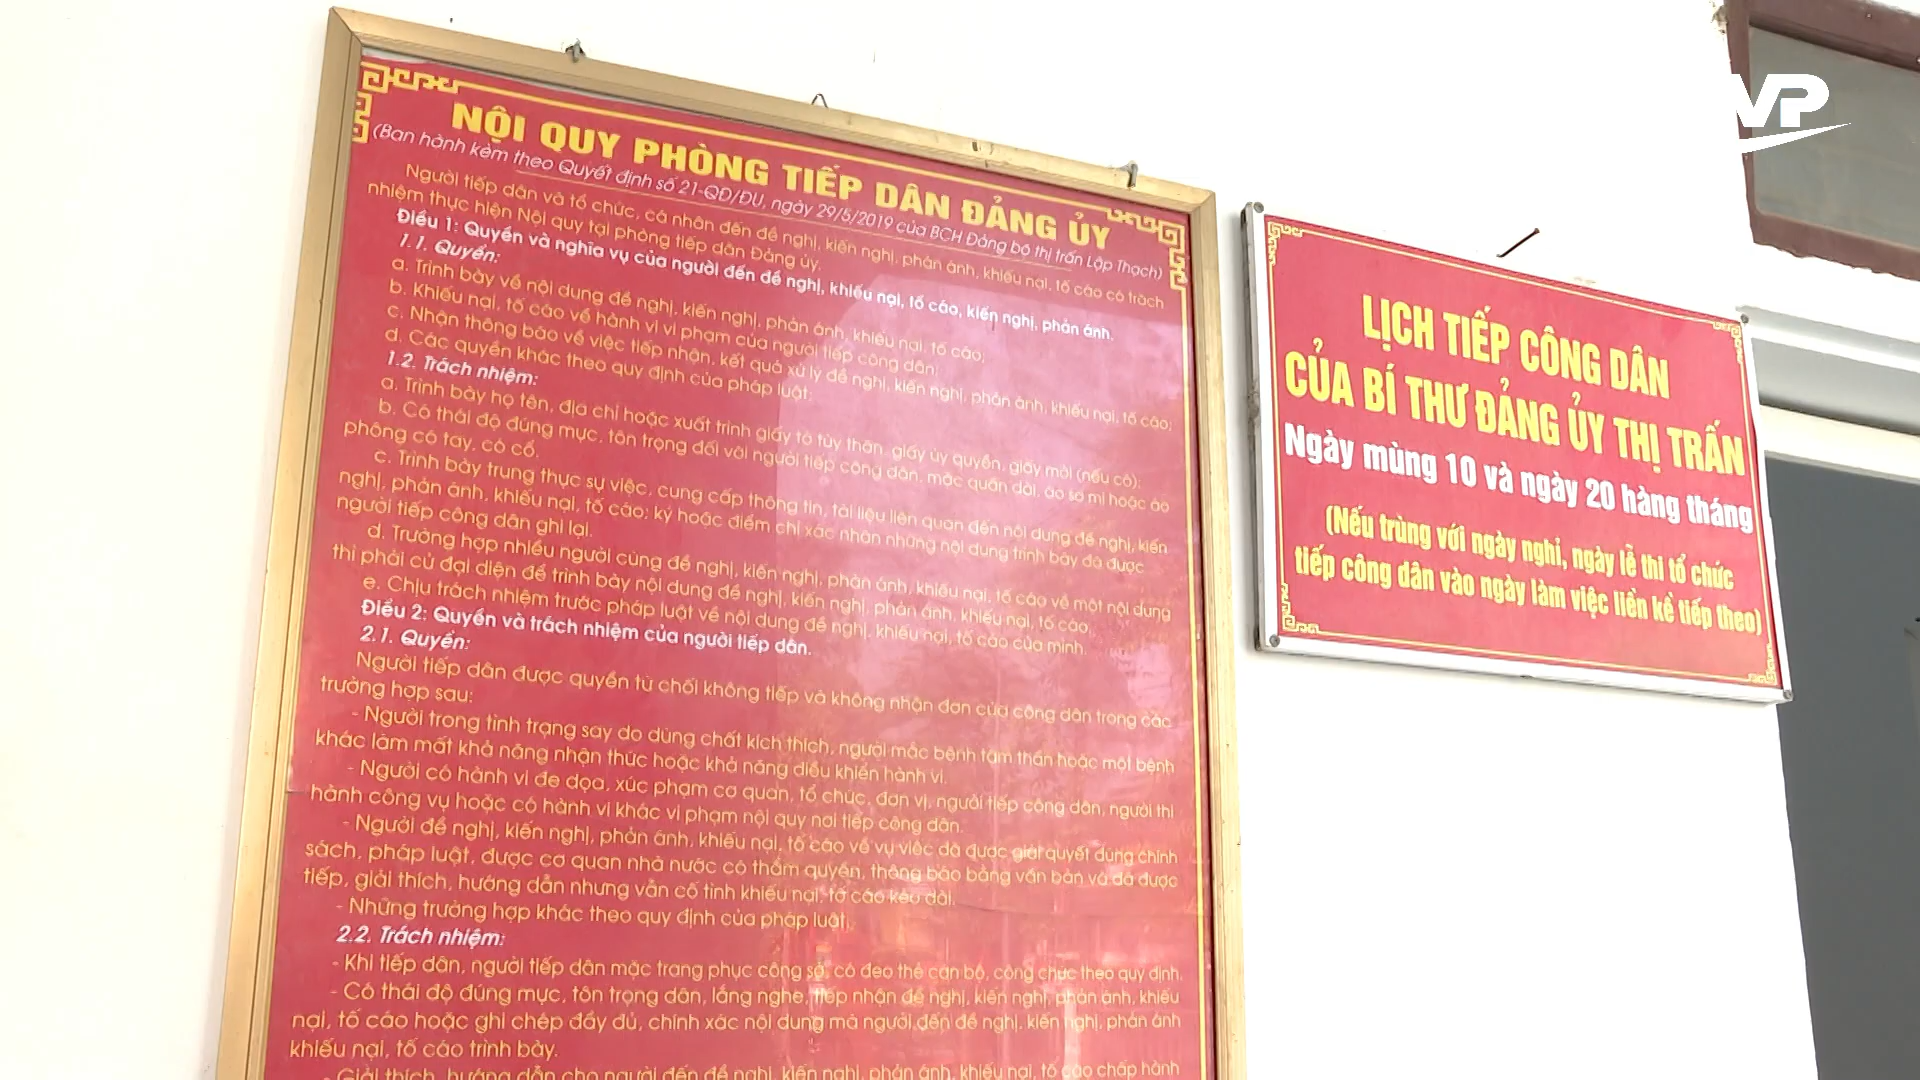 NỘI QUY PHÒNG TIẾP DÂN ĐẢNG ỦY
(Ban hành kèm theo Quyết định số 21-QĐ/ĐU, ngày 29/5/2019 của BCH Đảng bộ thị trấn Lập Thạch)
Người tiếp dân và tổ chức, cá nhân đến đề nghị, kiến nghị, phản ánh, khiếu nại, tố cáo có trách
nhiệm thực hiện Nội quy tại phòng tiếp dân Đảng ủy.
Điều 1: Quyền và nghĩa vụ của người đến đề nghị, khiếu nại, tố cáo, kiến nghị, phản ánh.
1.1. Quyền:
a. Trình bày về nội dung đề nghị, kiến nghị, phản ánh, khiếu nại, tố cáo;
b. Khiếu nại, tố cáo về hành vi vi phạm của người tiếp công dân;
c. Nhận thông báo về việc tiếp nhận, kết quả xử lý đề nghị, kiến nghị, phản ánh, khiếu nại, tố cáo;
d. Các quyền khác theo quy định của pháp luật;
1.2. Trách nhiệm:
a. Trình bày họ tên, địa chỉ hoặc xuất trình giấy tờ tùy thân, giấy ủy quyền, giấy mời (nếu có);
b. Có thái độ đúng mực, tôn trọng đối với người tiếp công dân, mặc quần dài, áo sơ mi hoặc áo
phông có tay, có cổ.
c. Trình bày trung thực sự việc, cung cấp thông tin, tài liệu liên quan đến nội dung đề nghị, kiến
nghị, phản ánh, khiếu nại, tố cáo; ký hoặc điểm chỉ xác nhận những nội dung trình bày đã được
người tiếp công dân ghi lại.
d. Trường hợp nhiều người cùng đề nghị, kiến nghị, phản ánh, khiếu nại, tố cáo về một nội dung
thì phải cử đại diện để trình bày nội dung đề nghị, kiến nghị, phản ánh, khiếu nại, tố cáo.
e. Chịu trách nhiệm trước pháp luật về nội dung đề nghị, khiếu nại, tố cáo của mình.
Điều 2: Quyền và trách nhiệm của người tiếp dân.
2.1. Quyền:
Người tiếp dân được quyền từ chối không tiếp và không nhận đơn của công dân trong các
trường hợp sau:
- Người trong tình trạng say do dùng chất kích thích, người mắc bệnh tâm thần hoặc một bệnh
khác làm mất khả năng nhận thức hoặc khả năng điều khiển hành vi.
- Người có hành vi đe dọa, xúc phạm cơ quan, tổ chức, đơn vị, người tiếp công dân, người thi
hành công vụ hoặc có hành vi khác vi phạm nội quy nơi tiếp công dân.
- Người đề nghị, kiến nghị, phản ánh, khiếu nại, tố cáo về vụ việc đã được giải quyết đúng chính
sách, pháp luật, được cơ quan nhà nước có thẩm quyền, thông báo bằng văn bản và đã được
tiếp, giải thích, hướng dẫn nhưng vẫn cố tình khiếu nại, tố cáo kéo dài.
- Những trường hợp khác theo quy định của pháp luật.
2.2. Trách nhiệm:
- Khi tiếp dân, người tiếp dân mặc trang phục công sở, có đeo thẻ cán bộ, công chức theo quy định.
- Có thái độ đúng mực, tôn trọng dân, lắng nghe, tiếp nhận đề nghị, kiến nghị, phản ánh, khiếu
nại, tố cáo hoặc ghi chép đầy đủ, chính xác nội dung mà người đến đề nghị, kiến nghị, phản ánh
khiếu nại, tố cáo trình bày.
- Giải thích, hướng dẫn cho người đến đề nghị, kiến nghị, phản ánh, khiếu nại, tố cáo chấp hành
LỊCH TIẾP CÔNG DÂN
CỦA BÍ THƯ ĐẢNG ỦY THỊ TRẤN
Ngày mùng 10 và ngày 20 hàng tháng
(Nếu trùng với ngày nghỉ, ngày lễ thì tổ chức
tiếp công dân vào ngày làm việc liền kề tiếp theo)
VP